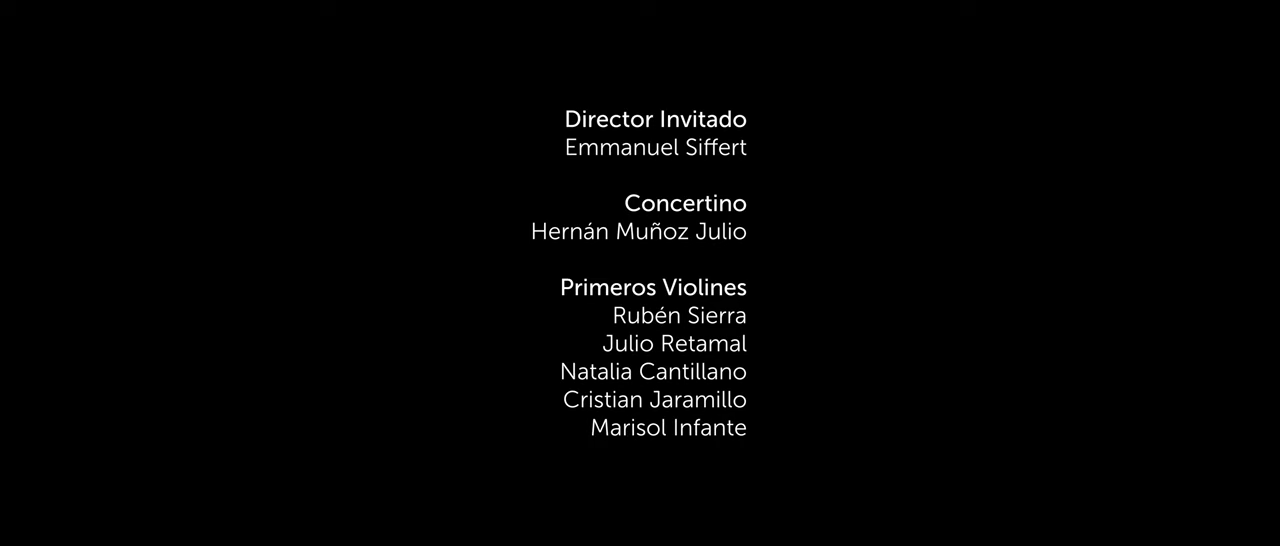 Director Invitado
Emmanuel Siffert
Concertino
Hernán Muñoz Julio
Primeros Violines
Rubén Sierra
Julio Retamal
Natalia Cantillano
Cristian Jaramillo
Marisol Infante